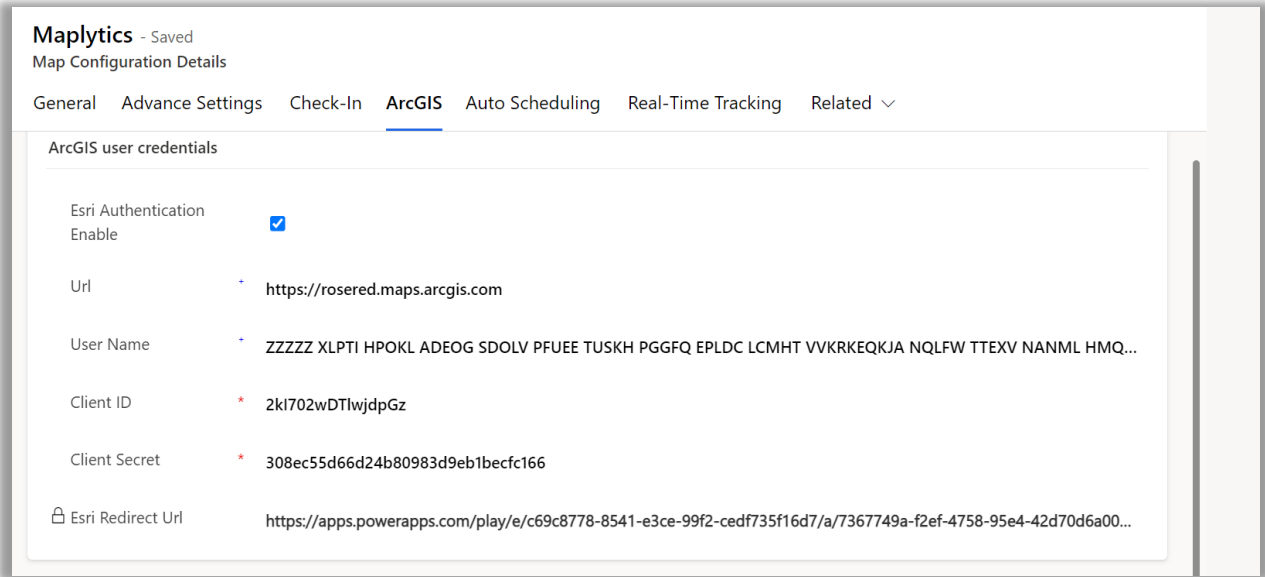 Maplytics - Saved
Map Configuration Details
General Advance Settings Check-In ArcGIS Auto Scheduling Real-Time Tracking Related
ArcGIS user credentials
Esri Authentication
Enable
Url + https://rosered.maps.arcgis.com
User Name + ZZZZZ XLPTI HPOKL ADEOG SDOLV PFUEE TUSKH PGGFQ EPLDC LCMHT VVKRKEQKJA NQLFW TTEXV NANML HMQ...
Client ID * 2kI702wDTlwjdpGz
Client Secret * 308ec55d66d24b80983d9eb1becfc166
Esri Redirect Url https://apps.powerapps.com/play/e/c69c8778-8541-e3ce-99f2-cedf735f16d7/a/7367749a-f2ef-4758-95e4-42d70d6a00...